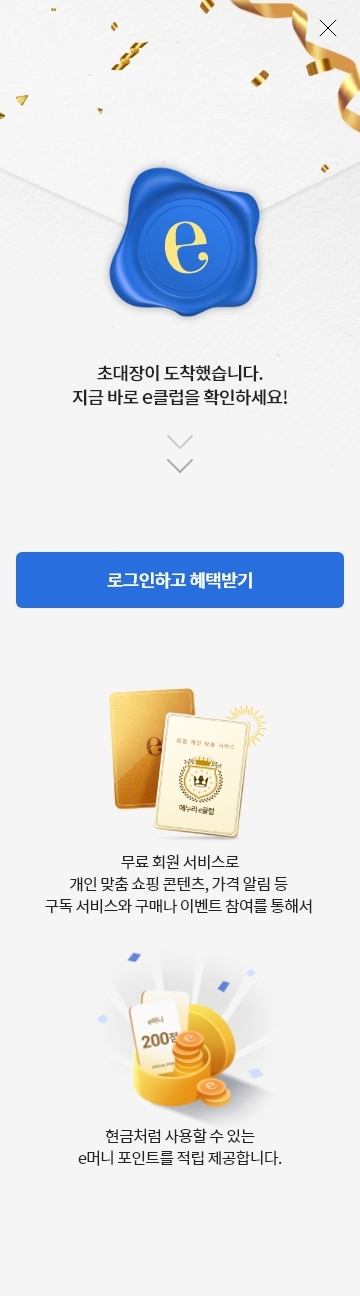 e
초대장이 도착했습니다.
지금 바로 e클럽을 확인하세요!
로그인하고 혜택받기
e
회원 개인 맞춤 서비스
에누리 e클럽
무료 회원 서비스로
개인 맞춤 쇼핑 콘텐츠, 가격 알림 등
구독 서비스와 구매나 이벤트 참여를 통해서
e머니
200점
e
e
현금처럼 사용할 수 있는
e머니 포인트를 적립 제공합니다.